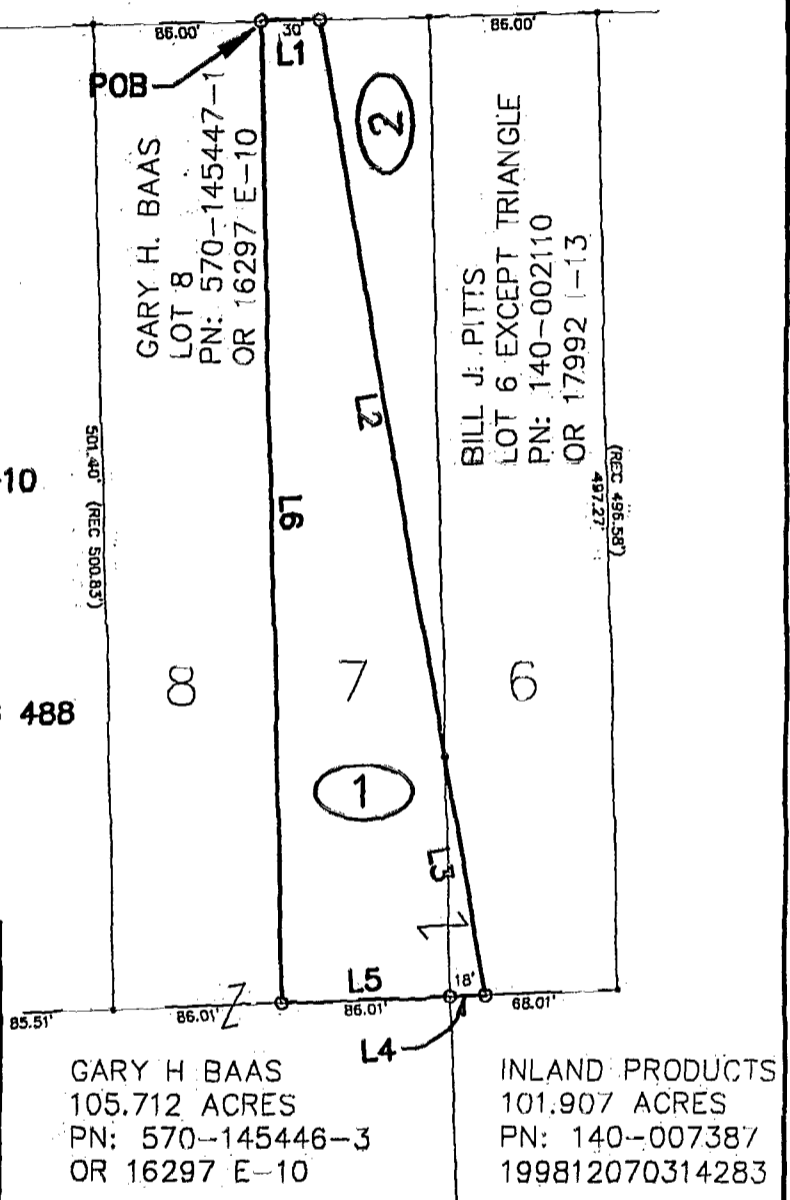 86.00'
30'
86.00'
POB
L1
2
GARY H. BAAS
LOT 8
PN: 570-145447-1
OR 16297 E-10
BILL J. PITTS
LOT 6 EXCEPT TRIANGLE
PN: 140-002110
OR 17992 I-13
L2
501.40' (REC 500.83')
(REC 496.58')
497.27'
-10
L6
8
7
6
488
1
L3
Z
Z
L5
18'
85.51'
86.01'
86.01'
68.01'
L4
GARY H BAAS
105.712 ACRES
PN: 570-145446-3
OR 16297 E-10
INLAND PRODUCTS
101.907 ACRES
PN: 140-007387
199812070314283